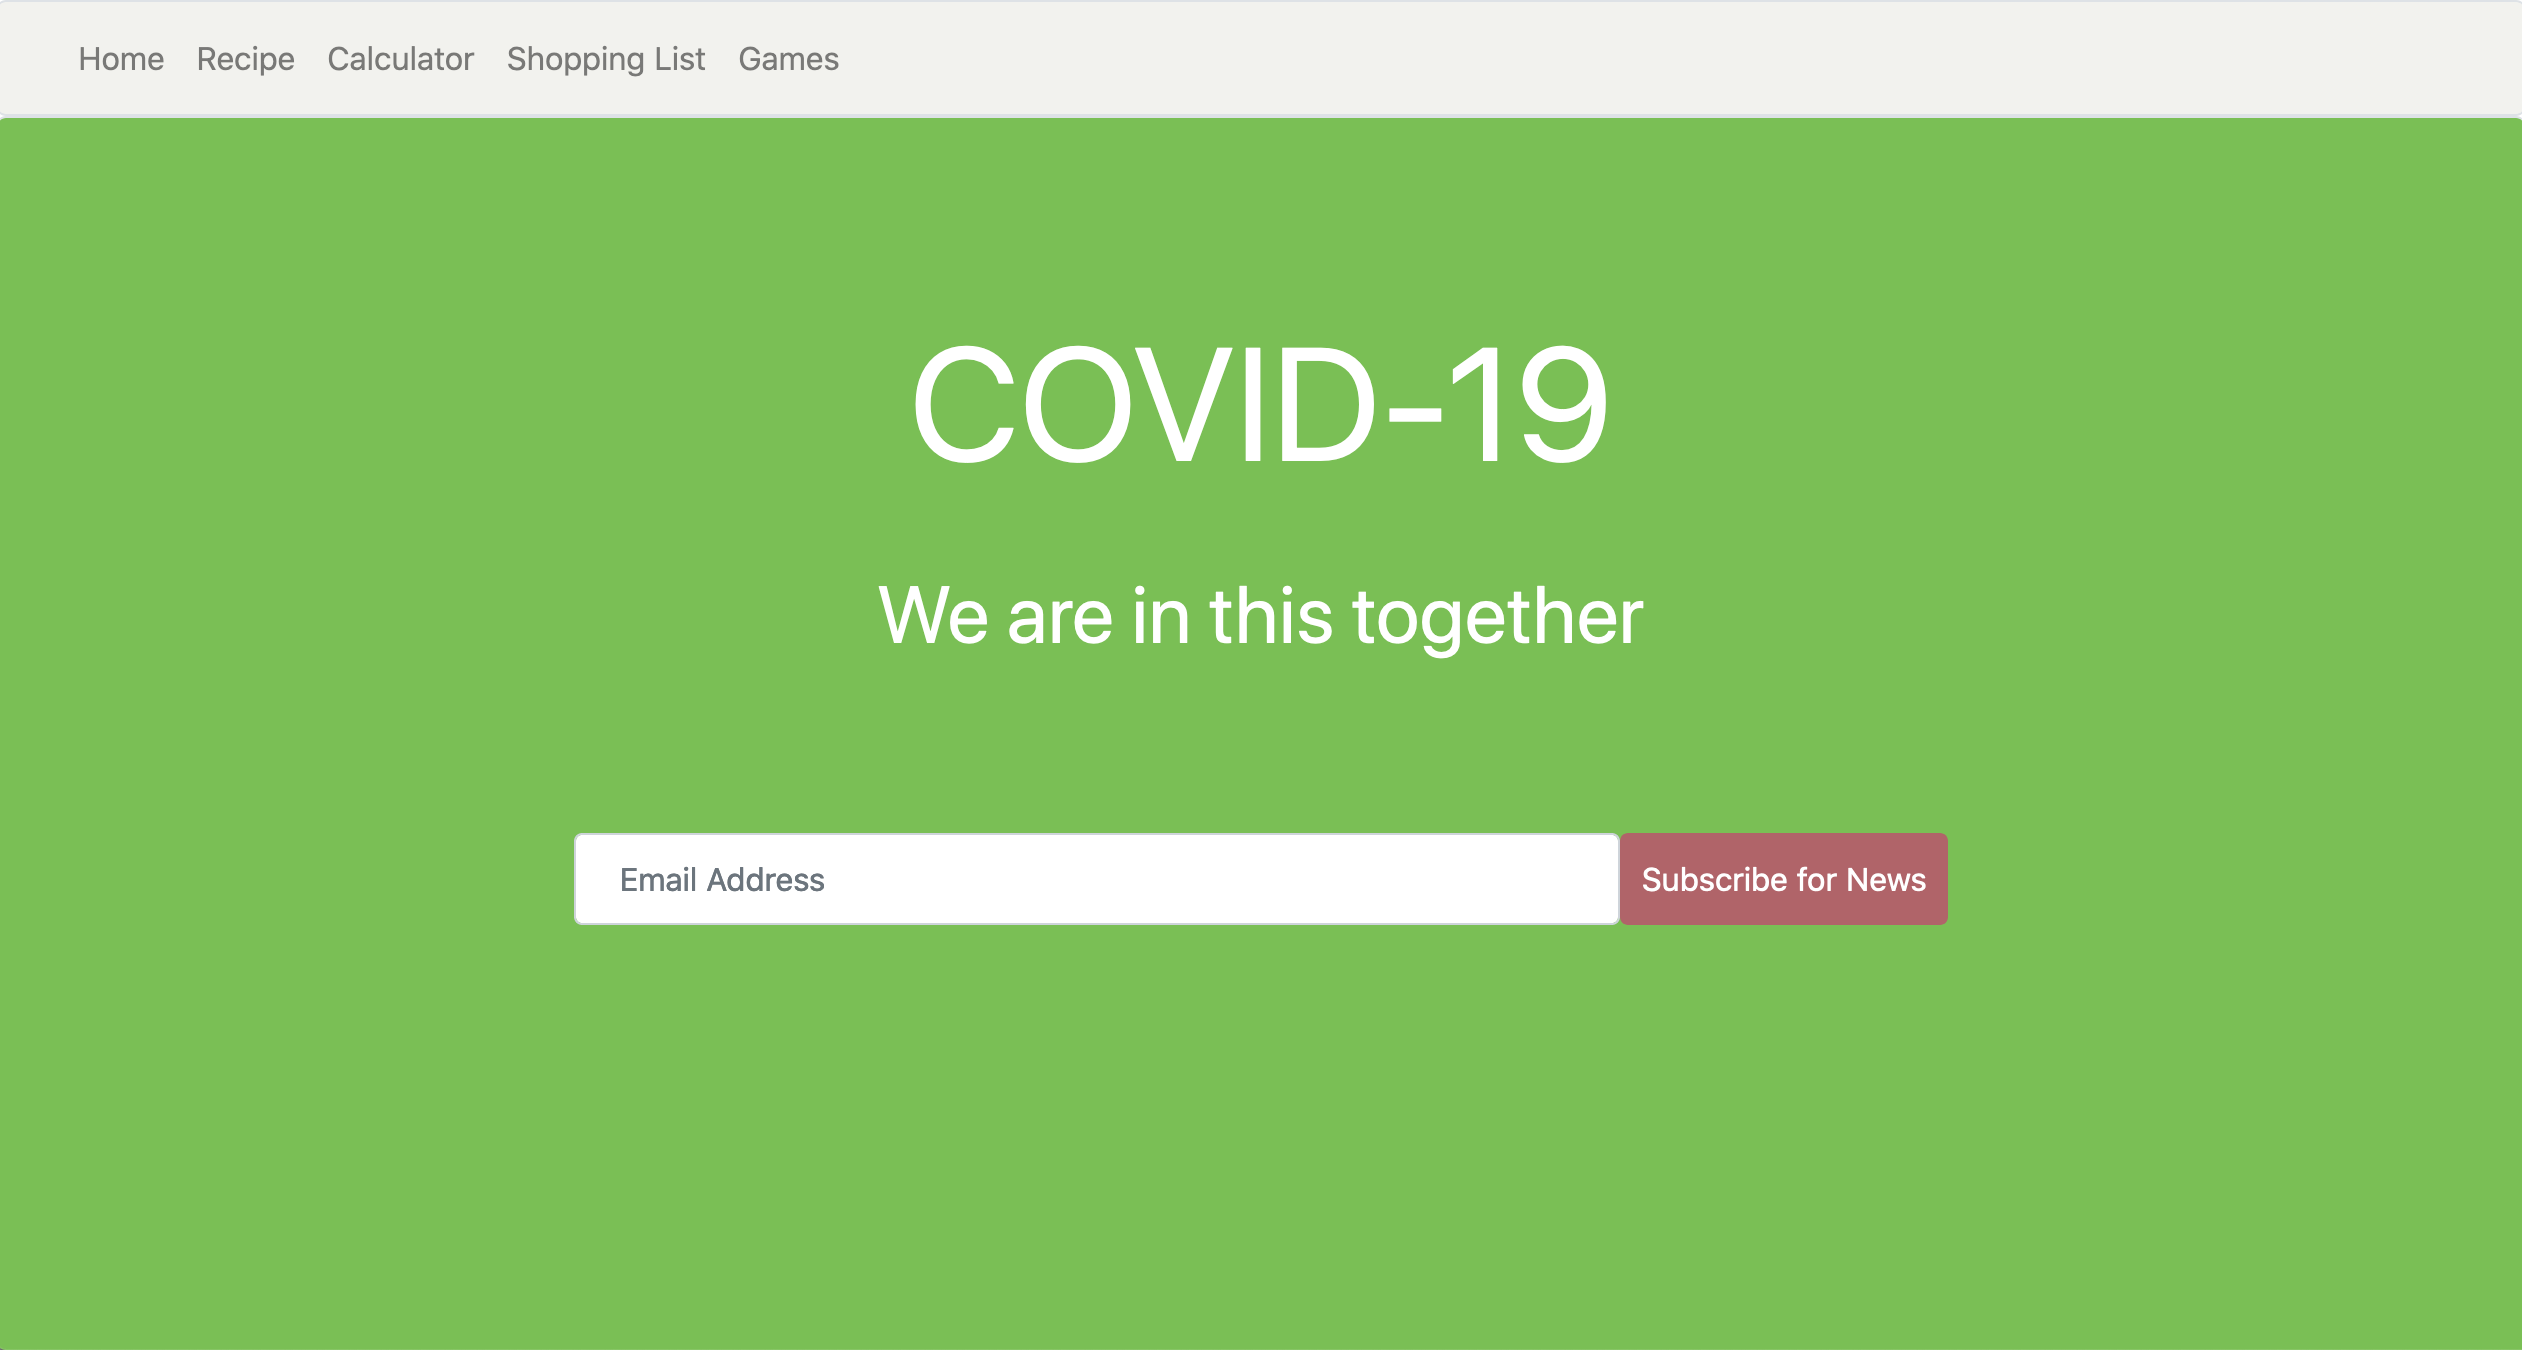 Home Recipe Calculator Shopping List Games
COVID-19
We are in this together
Email Address Subscribe for News